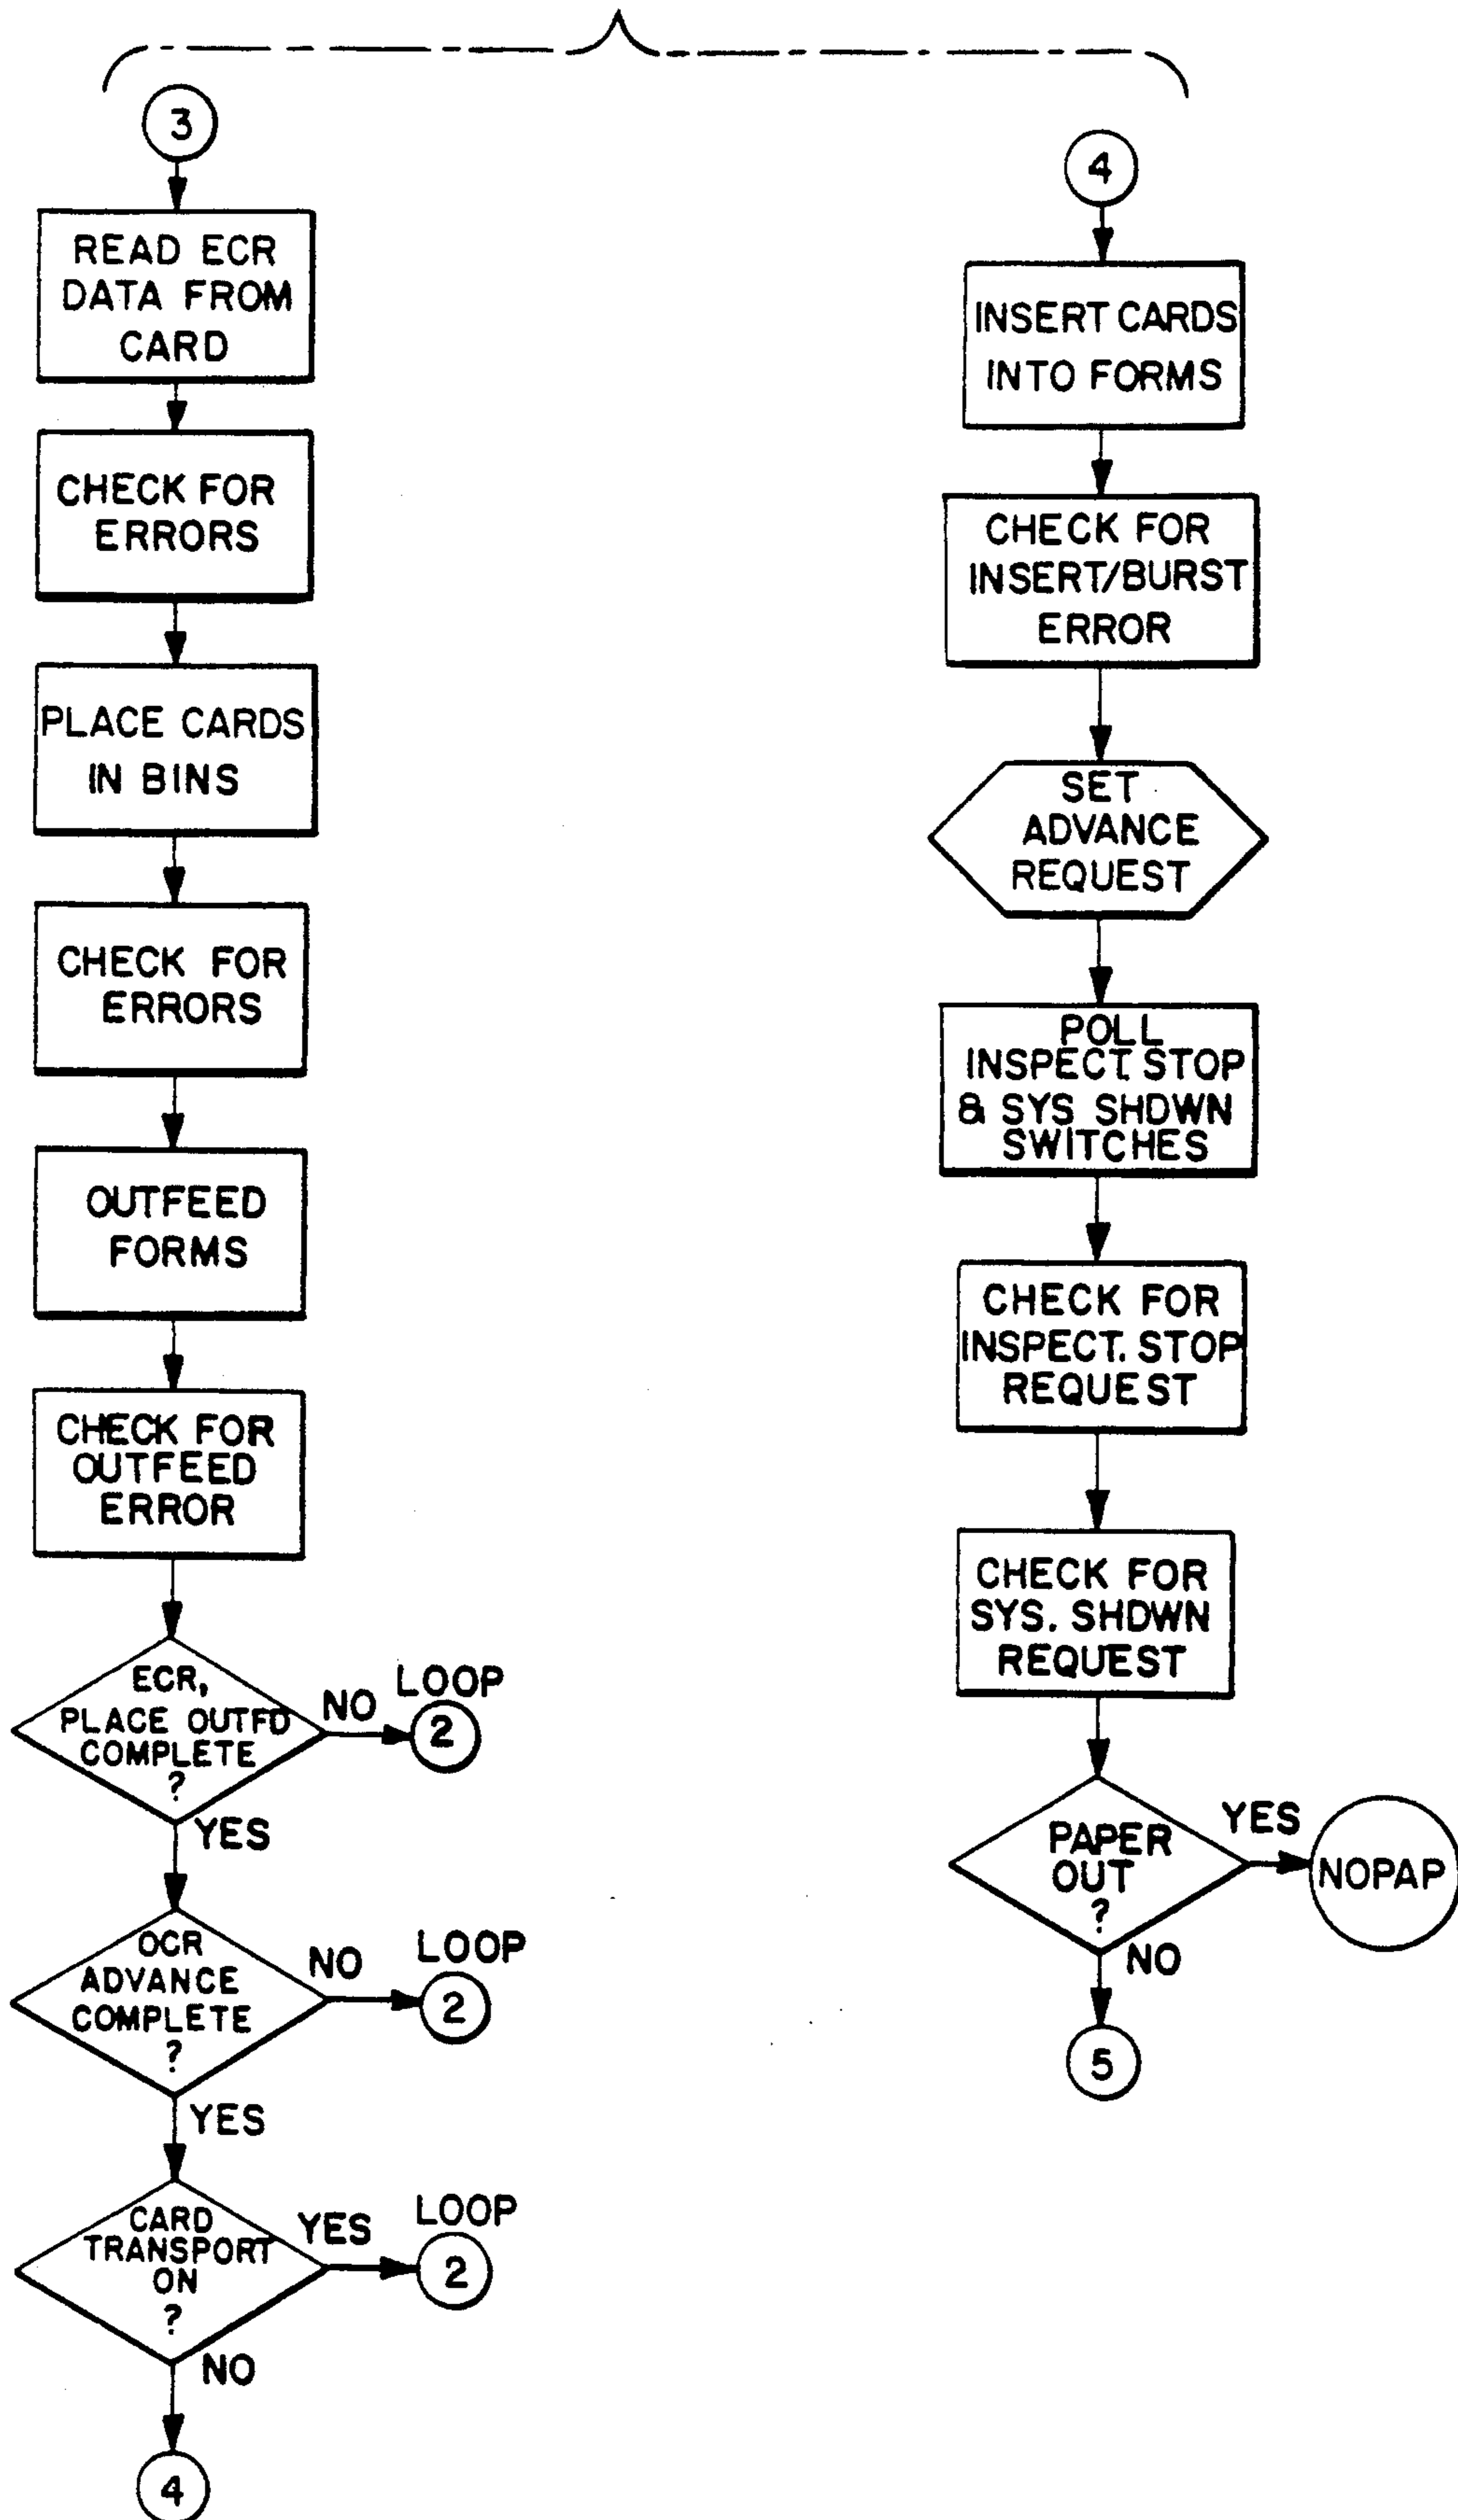 3
READ ECR
DATA FROM
CARD
CHECK FOR
ERRORS
PLACE CARDS
IN BINS
CHECK FOR
ERRORS
OUTFEED
FORMS
CHECK FOR
OUTFEED
ERROR
ECR,
PLACE OUTFD
COMPLETE
?
NO
LOOP
2
YES
OCR
ADVANCE
COMPLETE
?
NO
LOOP
2
YES
CARD
TRANSPORT
ON
?
YES
LOOP
2
NO
4
4
INSERT CARDS
INTO FORMS
CHECK FOR
INSERT/BURST
ERROR
SET
ADVANCE
REQUEST
POLL
INSPECT. STOP
& SYS SHDWN
SWITCHES
CHECK FOR
INSPECT. STOP
REQUEST
CHECK FOR
SYS. SHDWN
REQUEST
PAPER
OUT
?
YES
NOPAP
NO
5